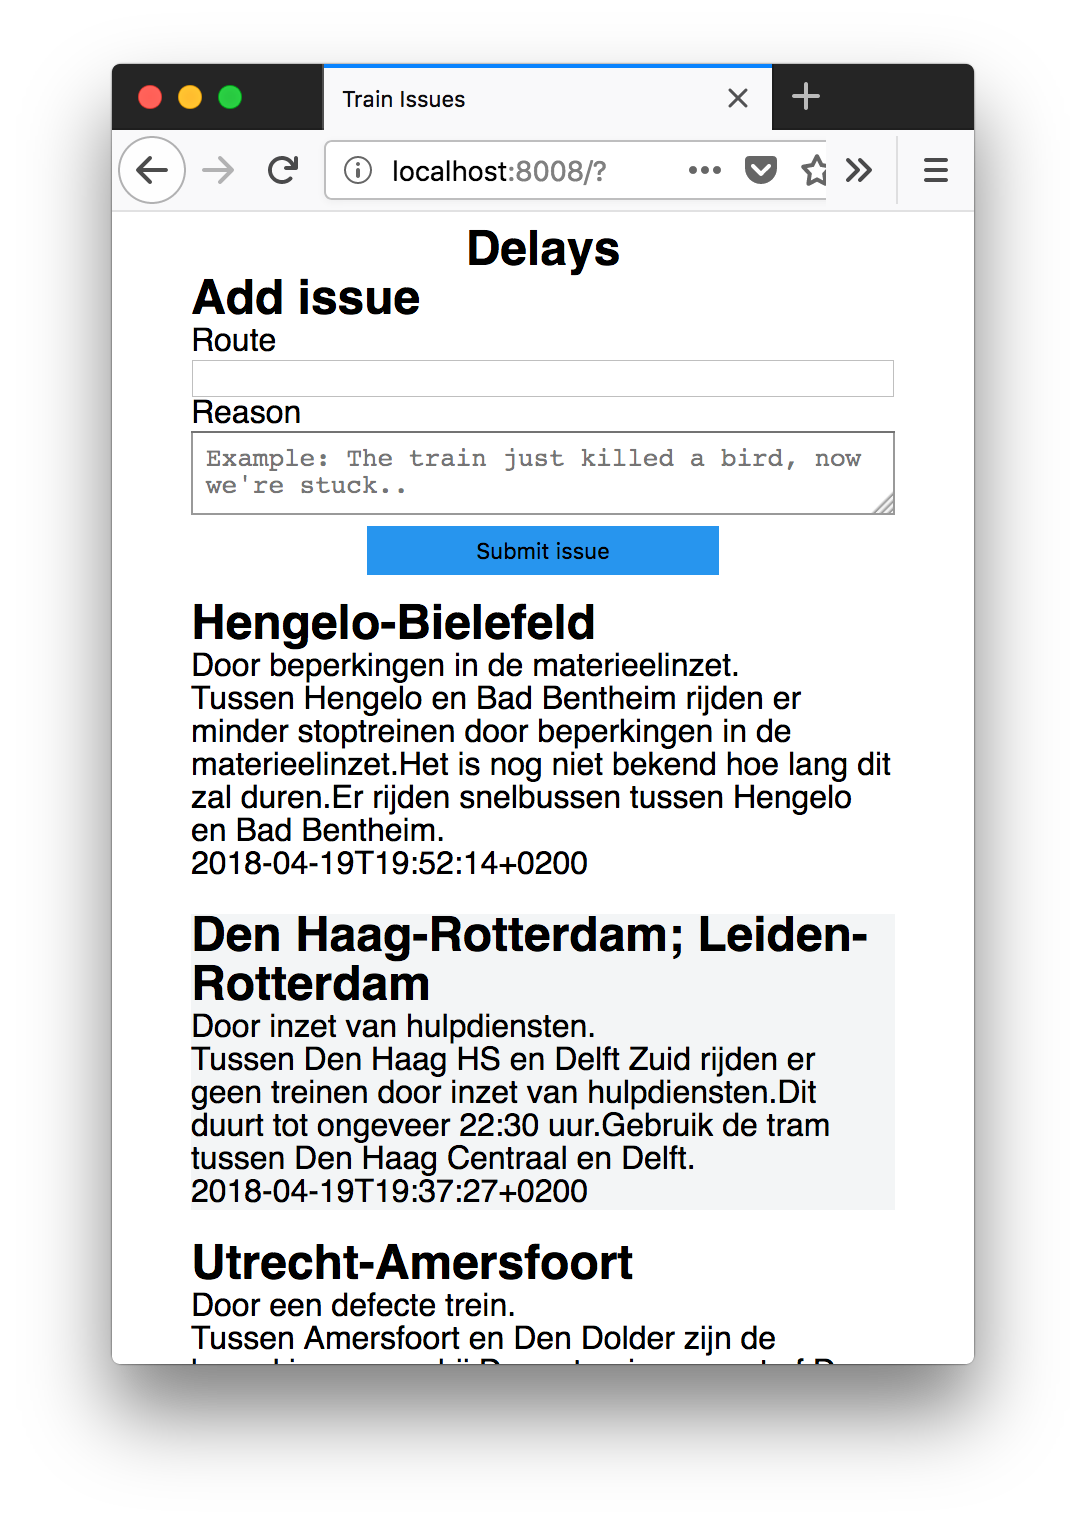 Train Issues
localhost:8008/?
Delays
Add issue
Route
Reason
Example: The train just killed a bird, now
we're stuck..
Submit issue
Hengelo-Bielefeld
Door beperkingen in de materieelinzet.
Tussen Hengelo en Bad Bentheim rijden er
minder stoptreinen door beperkingen in de
materieelinzet.Het is nog niet bekend hoe lang dit
zal duren.Er rijden snelbussen tussen Hengelo
en Bad Bentheim.
2018-04-19T19:52:14+0200
Den Haag-Rotterdam; Leiden-
Rotterdam
Door inzet van hulpdiensten.
Tussen Den Haag HS en Delft Zuid rijden er
geen treinen door inzet van hulpdiensten.Dit
duurt tot ongeveer 22:30 uur.Gebruik de tram
tussen Den Haag Centraal en Delft.
2018-04-19T19:37:27+0200
Utrecht-Amersfoort
Door een defecte trein.
Tussen Amersfoort en Den Dolder zijn de